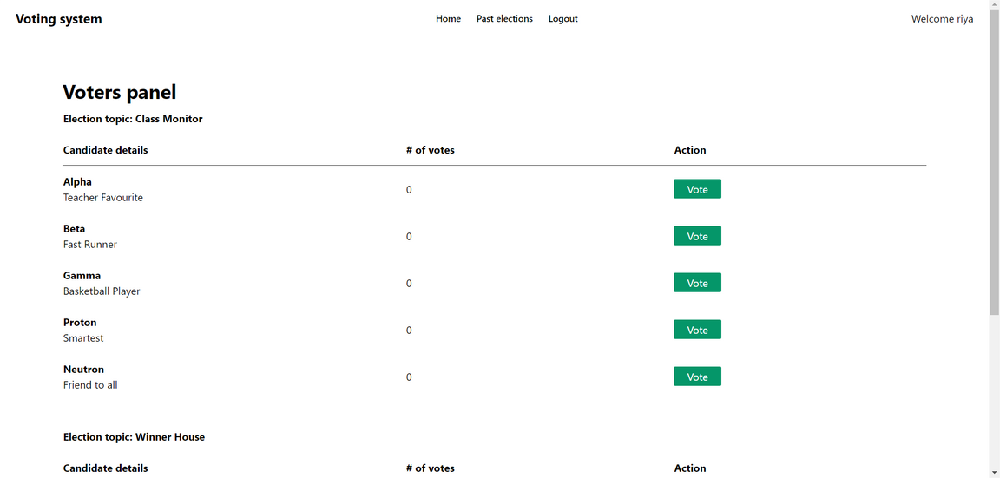 Voting system Home Past elections Logout Welcome riya
Voters panel
Election topic: Class Monitor
Candidate details # of votes Action
Alpha
Teacher Favourite
0 Vote
Beta
Fast Runner
0 Vote
Gamma
Basketball Player
0 Vote
Proton
Smartest
0 Vote
Neutron
Friend to all
0 Vote
Election topic: Winner House
Candidate details # of votes Action